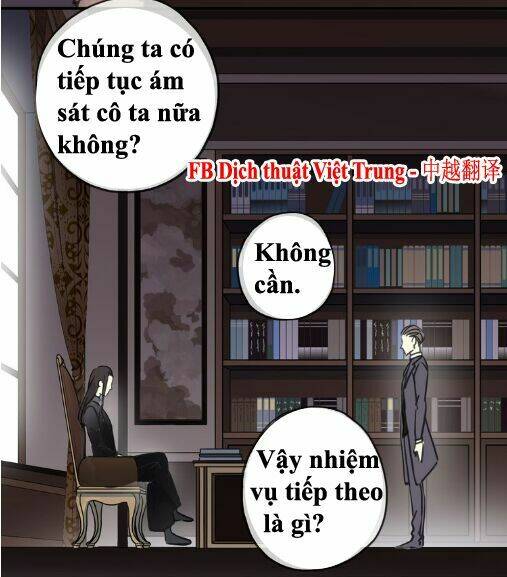 Chúng ta có
tiếp tục ám
sát cô ta nữa
không?
FB Dịch thuật Việt Trung - 中越翻译
Không
cần.
Vậy nhiệm
vụ tiếp theo
là gì?